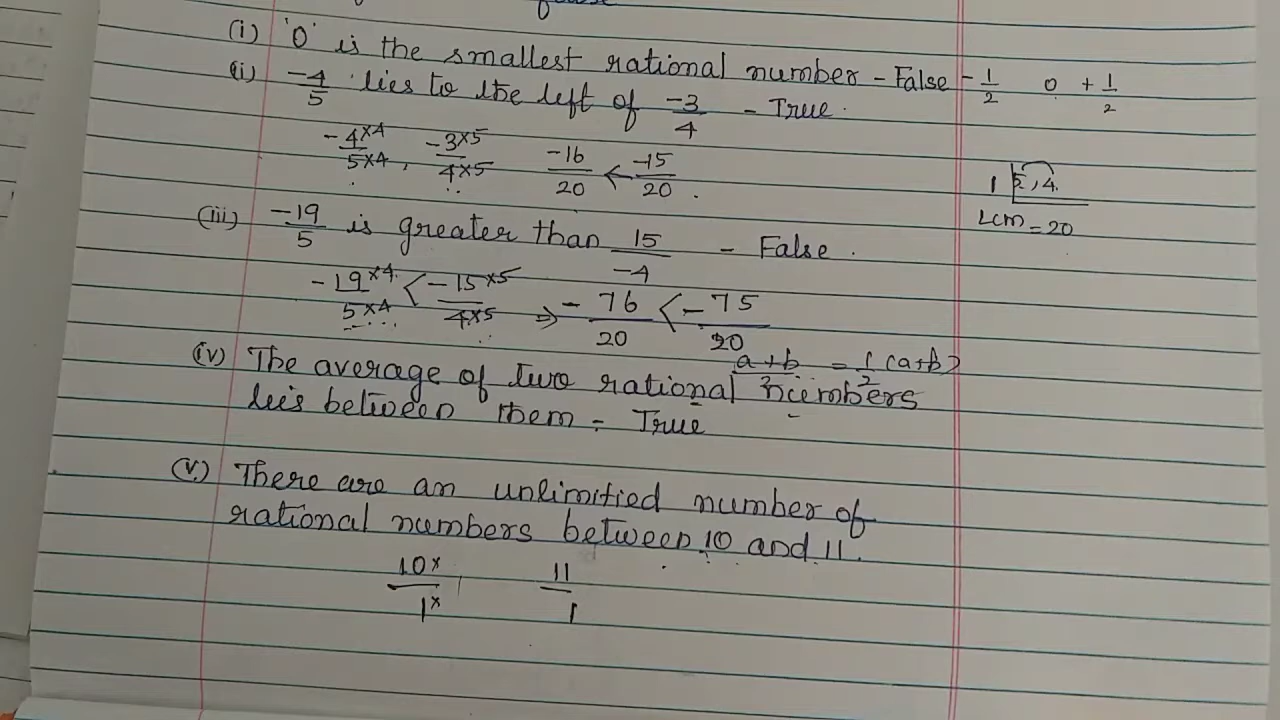 (i) '0' is the smallest rational number - False - 1/2 0 + 1/2
(ii) -4/5 lies to the left of -3/4 - True.
-4×4/5×4, -3×5/4×5 -16/20 < -15/20.
1 | 5, 4
LCM = 20
(iii) -19/5 is greater than 15/-4 - False.
-19×4/5×4 < -15×5/4×5 ⇒ -76/20 < -75/20
a+b/2 = 1/2 (a+b)
(iv) The average of two rational numbers
lies between them - True
(v.) There are an unlimitied number of
rational numbers between 10 and 11.
10×/1× 11/1